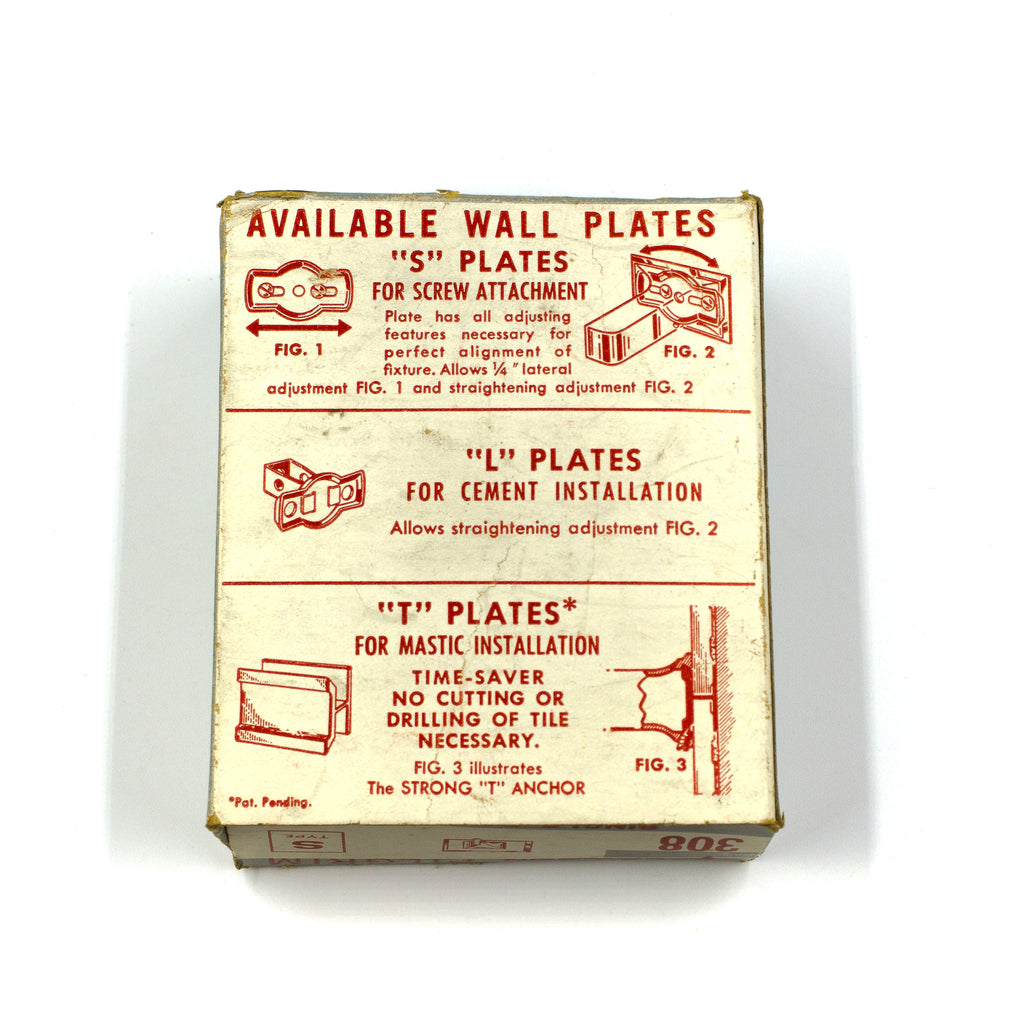 AVAILABLE WALL PLATES
"S" PLATES
FOR SCREW ATTACHMENT
Plate has all adjusting
features necessary for
perfect alignment of
fixture. Allows ¼" lateral
adjustment FIG. 1 and straightening adjustment FIG. 2
FIG. 1
FIG. 2
"L" PLATES
FOR CEMENT INSTALLATION
Allows straightening adjustment FIG. 2
"T" PLATES*
FOR MASTIC INSTALLATION
TIME-SAVER
NO CUTTING OR
DRILLING OF TILE
NECESSARY.
FIG. 3 illustrates
The STRONG "T" ANCHOR
FIG. 3
*Pat. Pending.
308
TYPE
S